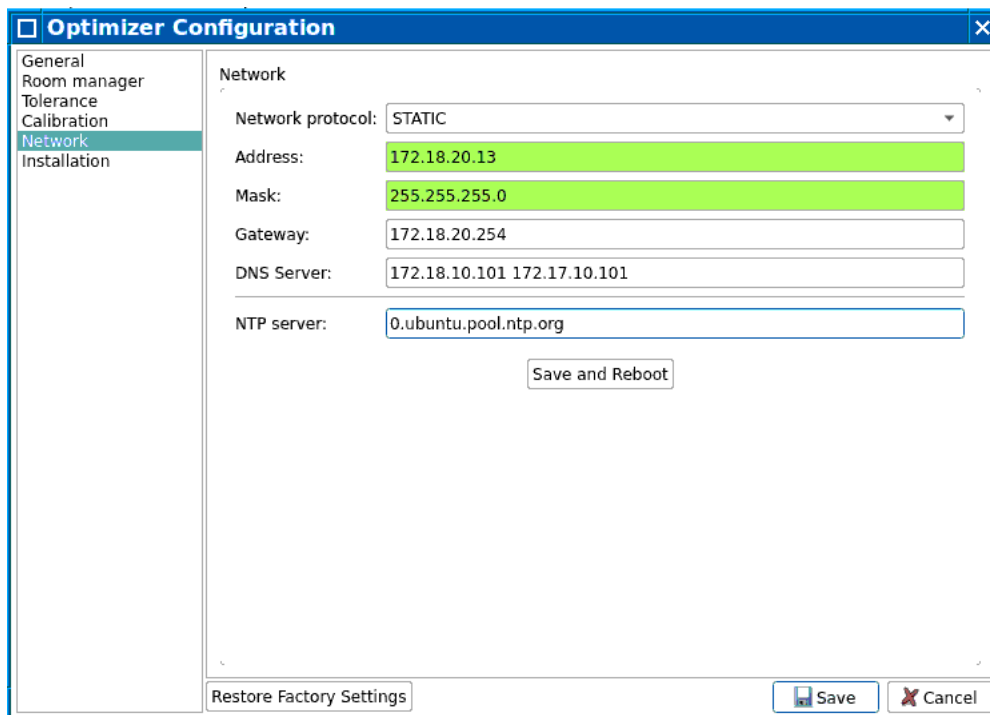 Optimizer Configuration
General
Room manager
Tolerance
Calibration
Network
Installation
Network
Network protocol: STATIC
Address: 172.18.20.13
Mask: 255.255.255.0
Gateway: 172.18.20.254
DNS Server: 172.18.10.101 172.17.10.101
NTP server: 0.ubuntu.pool.ntp.org
Save and Reboot
Restore Factory Settings Save Cancel